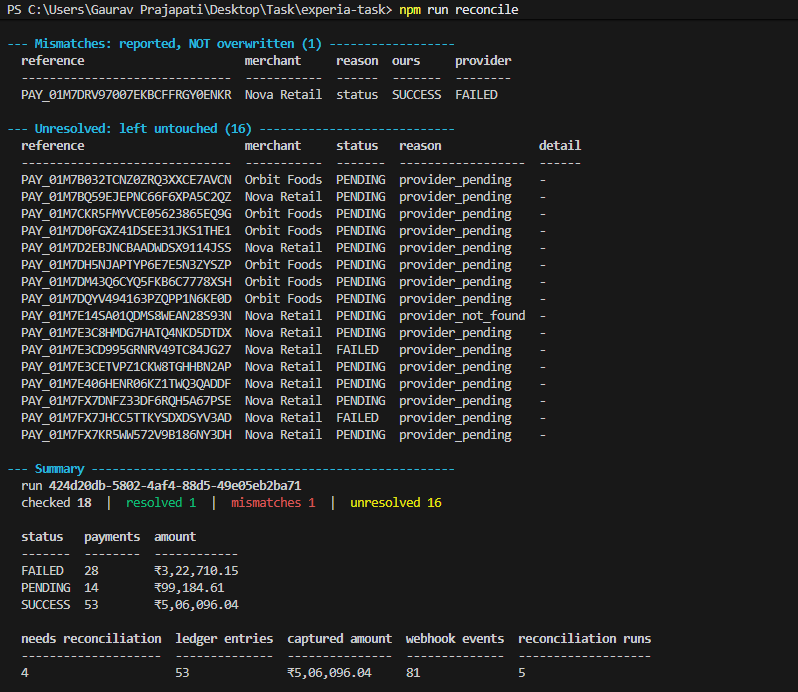 PS C:\Users\Gaurav Prajapati\Desktop\Task\experia-task> npm run reconcile
--- Mismatches: reported, NOT overwritten (1) ------------------
reference merchant reason ours provider
------------------------------ ----------- ------ ------- --------
PAY_01M7DRV97007EKBCFFRGY0ENKR Nova Retail status SUCCESS FAILED
--- Unresolved: left untouched (16) ----------------------------
reference merchant status reason detail
------------------------------ ----------- ------- ------------------ ------
PAY_01M7B032TCNZ0ZRQ3XXCE7AVCN Orbit Foods PENDING provider_pending -
PAY_01M7BQ59EJEPNC66F6XPA5C2QZ Nova Retail PENDING provider_pending -
PAY_01M7CKR5FMYVCE05623865EQ9G Orbit Foods PENDING provider_pending -
PAY_01M7D0FGXZ41DSEE31JKS1THE1 Orbit Foods PENDING provider_pending -
PAY_01M7D2EBJNCBAADWDSX9114JSS Nova Retail PENDING provider_pending -
PAY_01M7DH5NJAPTYP6E7E5N3ZYSZP Orbit Foods PENDING provider_pending -
PAY_01M7DM43Q6CYQ5FKB6C7778XSH Orbit Foods PENDING provider_pending -
PAY_01M7DQYV494163PZQPP1N6KE0D Orbit Foods PENDING provider_pending -
PAY_01M7E14SA01QDMS8WEAN28S93N Nova Retail PENDING provider_not_found -
PAY_01M7E3C8HMDG7HATQ4NKD5DTDX Nova Retail PENDING provider_pending -
PAY_01M7E3CD995GRNRV49TC84JG27 Nova Retail FAILED provider_pending -
PAY_01M7E3CETVPZ1CKW8TGHHBN2AP Nova Retail PENDING provider_pending -
PAY_01M7E406HENR06KZ1TWQ3QADDF Nova Retail PENDING provider_pending -
PAY_01M7FX7DNFZ33DF6RQH5A67PSE Nova Retail PENDING provider_pending -
PAY_01M7FX7JHCC5TTKYSDXDSYV3AD Nova Retail FAILED provider_pending -
PAY_01M7FX7KR5WW572V9B186NY3DH Nova Retail PENDING provider_pending -
--- Summary ----------------------------------------------------
run 424d20db-5802-4af4-88d5-49e05eb2ba71
checked 18 | resolved 1 | mismatches 1 | unresolved 16
status payments amount
------- -------- ------------
FAILED 28 ₹3,22,710.15
PENDING 14 ₹99,184.61
SUCCESS 53 ₹5,06,096.04
needs reconciliation ledger entries captured amount webhook events reconciliation runs
-------------------- -------------- --------------- -------------- -------------------
4 53 ₹5,06,096.04 81 5